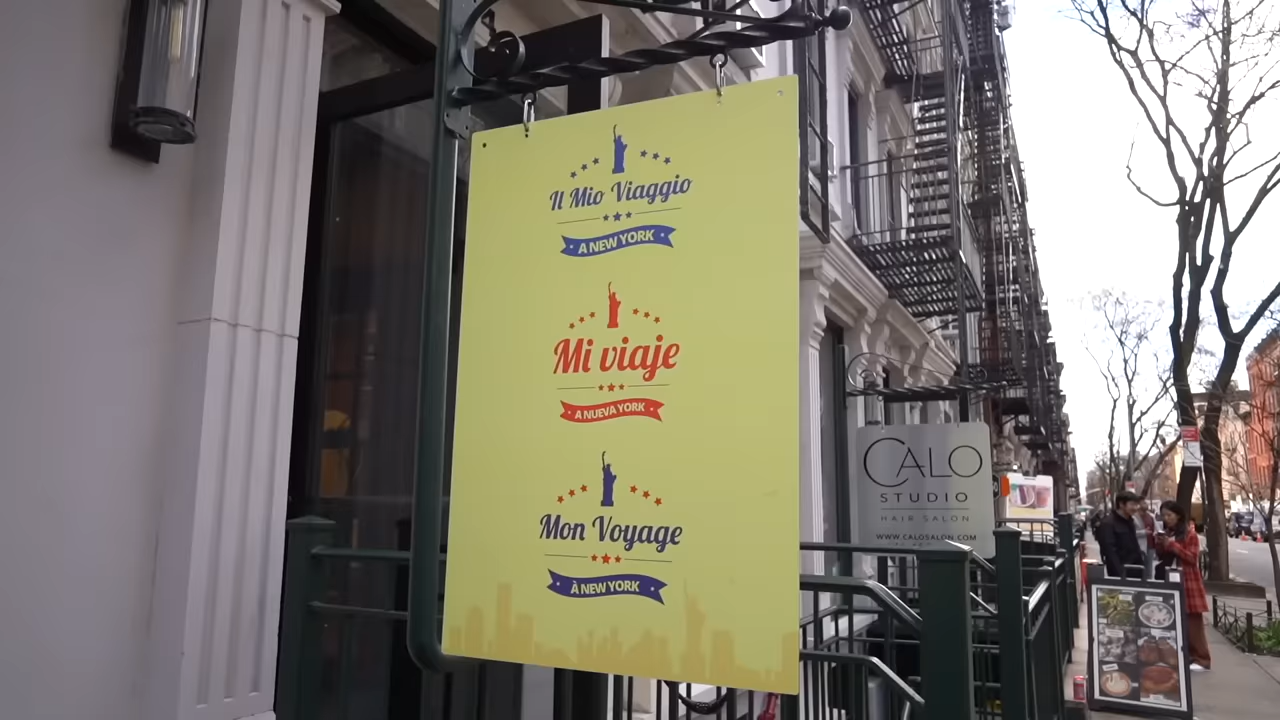 Il Mio Viaggio
A NEW YORK
Mi viaje
A NUEVA YORK
Mon Voyage
À NEW YORK
CALO
STUDIO
HAIR SALON
WWW.CALOSALON.COM